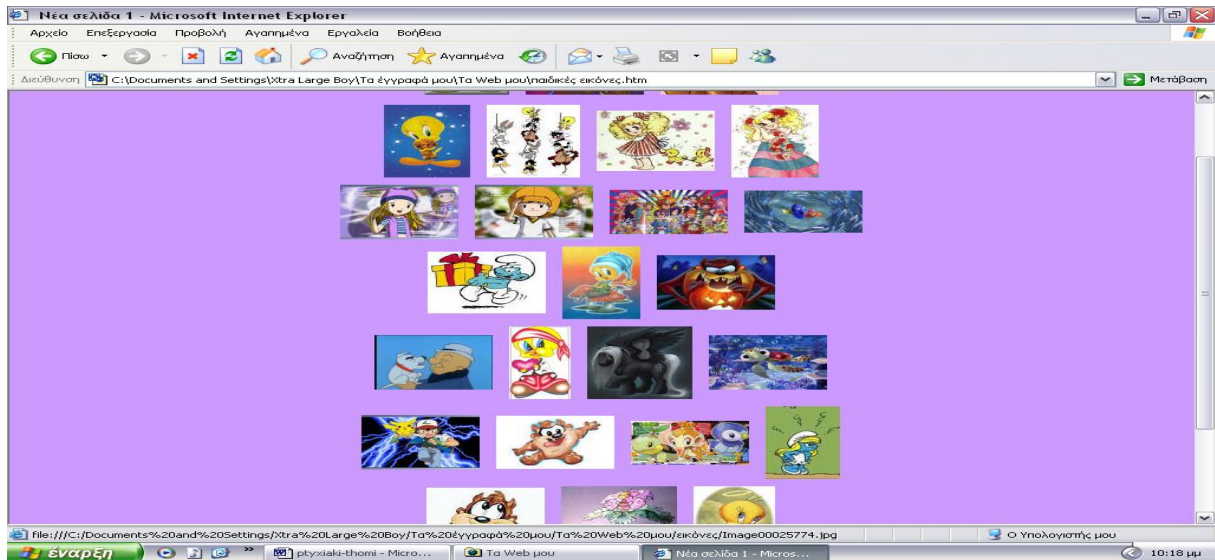 Νέα σελίδα 1 - Microsoft Internet Explorer
Αρχείο Επεξεργασία Προβολή Αγαπημένα Εργαλεία Βοήθεια
Πίσω Αναζήτηση Αγαπημένα
Διεύθυνση C:\Documents and Settings\Xtra Large Boy\Τα έγγραφά μου\Τα Web μου\παιδικές εικόνες.htm Μετάβαση
file:///C:/Documents%20and%20Settings/Xtra%20Large%20Boy/Τα%20έγγραφά%20μου/Τα%20Web%20μου/εικόνες/Image00025774.jpg Ο Υπολογιστής μου
έναρξη ptyxiaki-thomi - Micro... Τα Web μου Νέα σελίδα 1 - Micros... 10:18 μμ